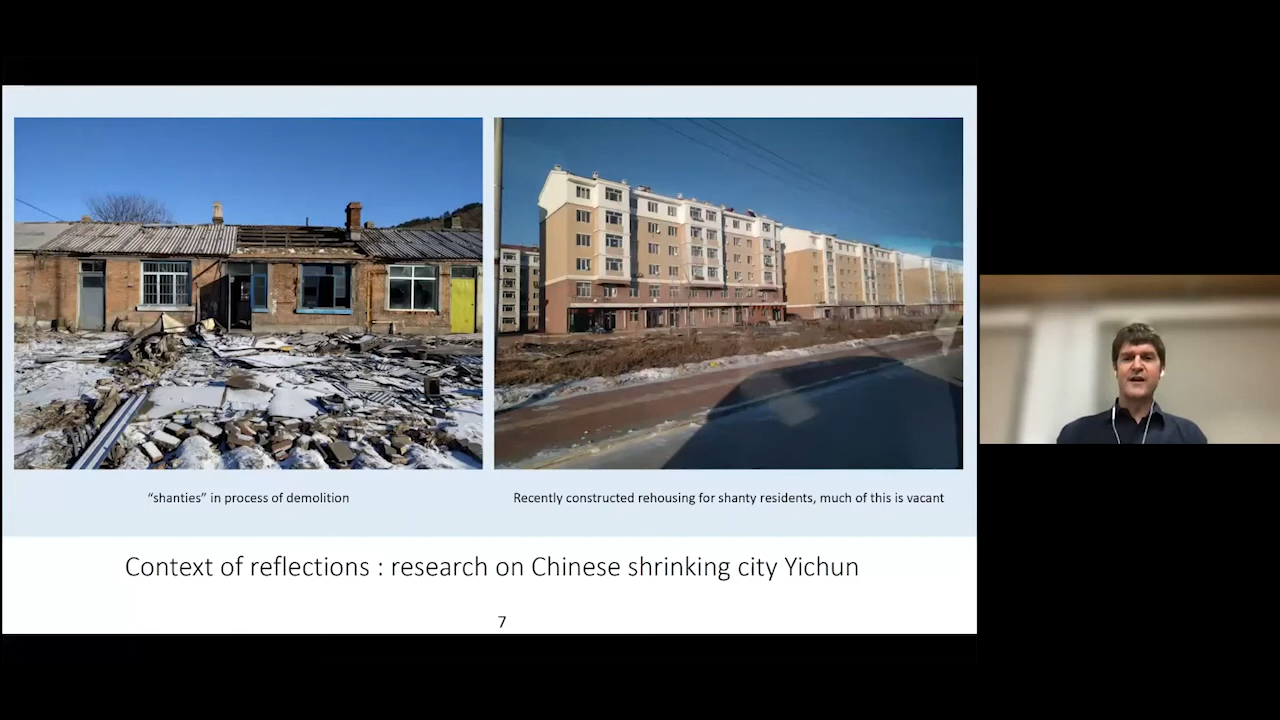 “shanties” in process of demolition
Recently constructed rehousing for shanty residents, much of this is vacant
Context of reflections : research on Chinese shrinking city Yichun
7